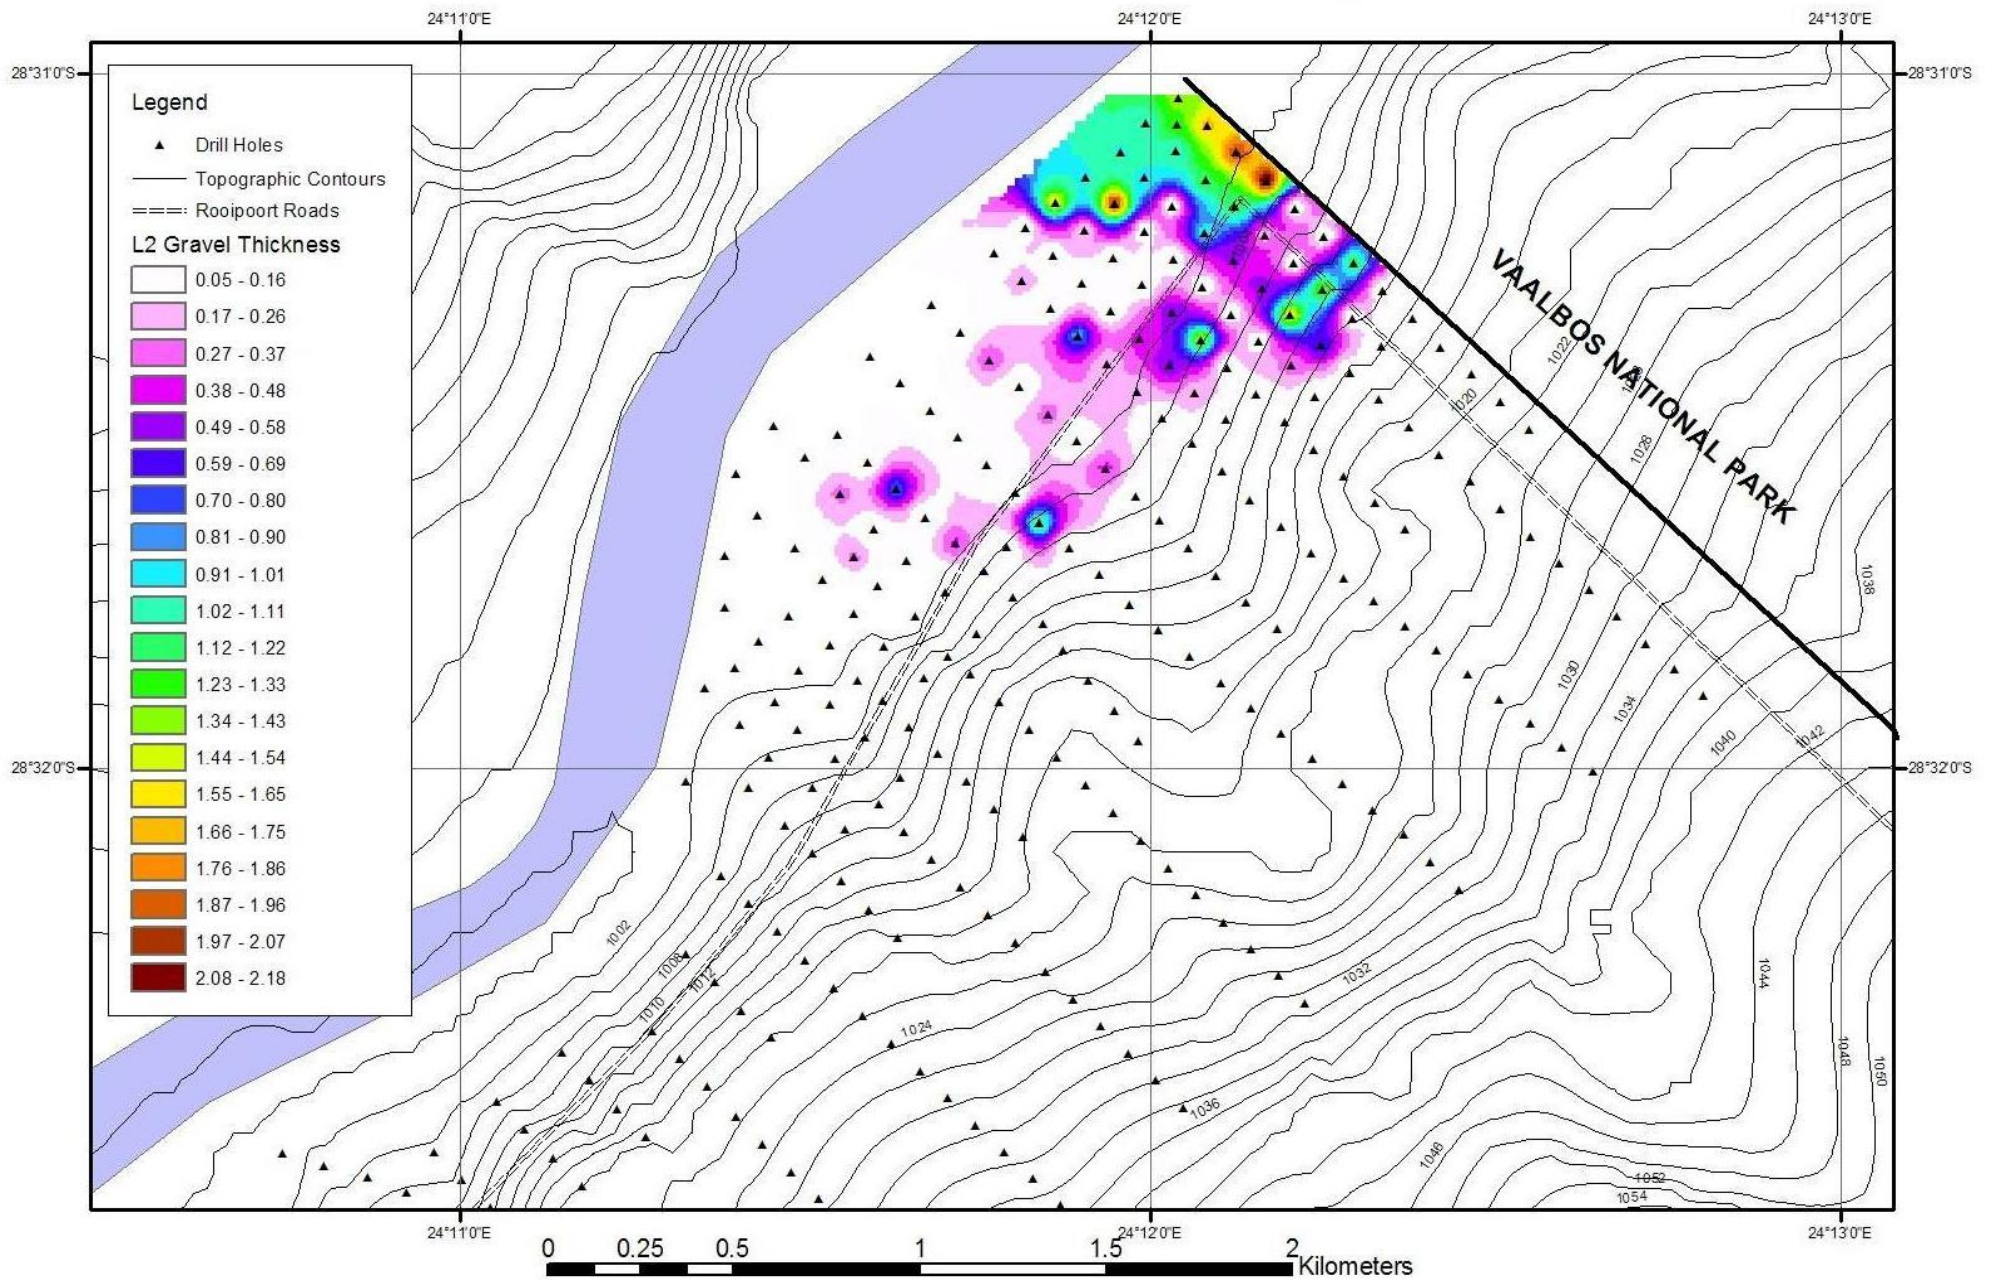 24°11'0"E
24°12'0"E
24°13'0"E
28°31'0"S
28°31'0"S
Legend
Drill Holes
Topographic Contours
Rooipoort Roads
L2 Gravel Thickness
0.05 - 0.16
0.17 - 0.26
0.27 - 0.37
0.38 - 0.48
0.49 - 0.58
0.59 - 0.69
0.70 - 0.80
0.81 - 0.90
0.91 - 1.01
1.02 - 1.11
1.12 - 1.22
1.23 - 1.33
1.34 - 1.43
1.44 - 1.54
1.55 - 1.65
1.66 - 1.75
1.76 - 1.86
1.87 - 1.96
1.97 - 2.07
2.08 - 2.18
VAALBOS NATIONAL PARK
1022
1020
1028
1038
1030
1034
1040
1042
28°32'0"S
28°32'0"S
1002
1008
1012
1010
1032
1044
1024
1048
1050
1036
1046
1052
1054
24°11'0"E
24°12'0"E
24°13'0"E
0 0.25 0.5 1 1.5 2
Kilometers